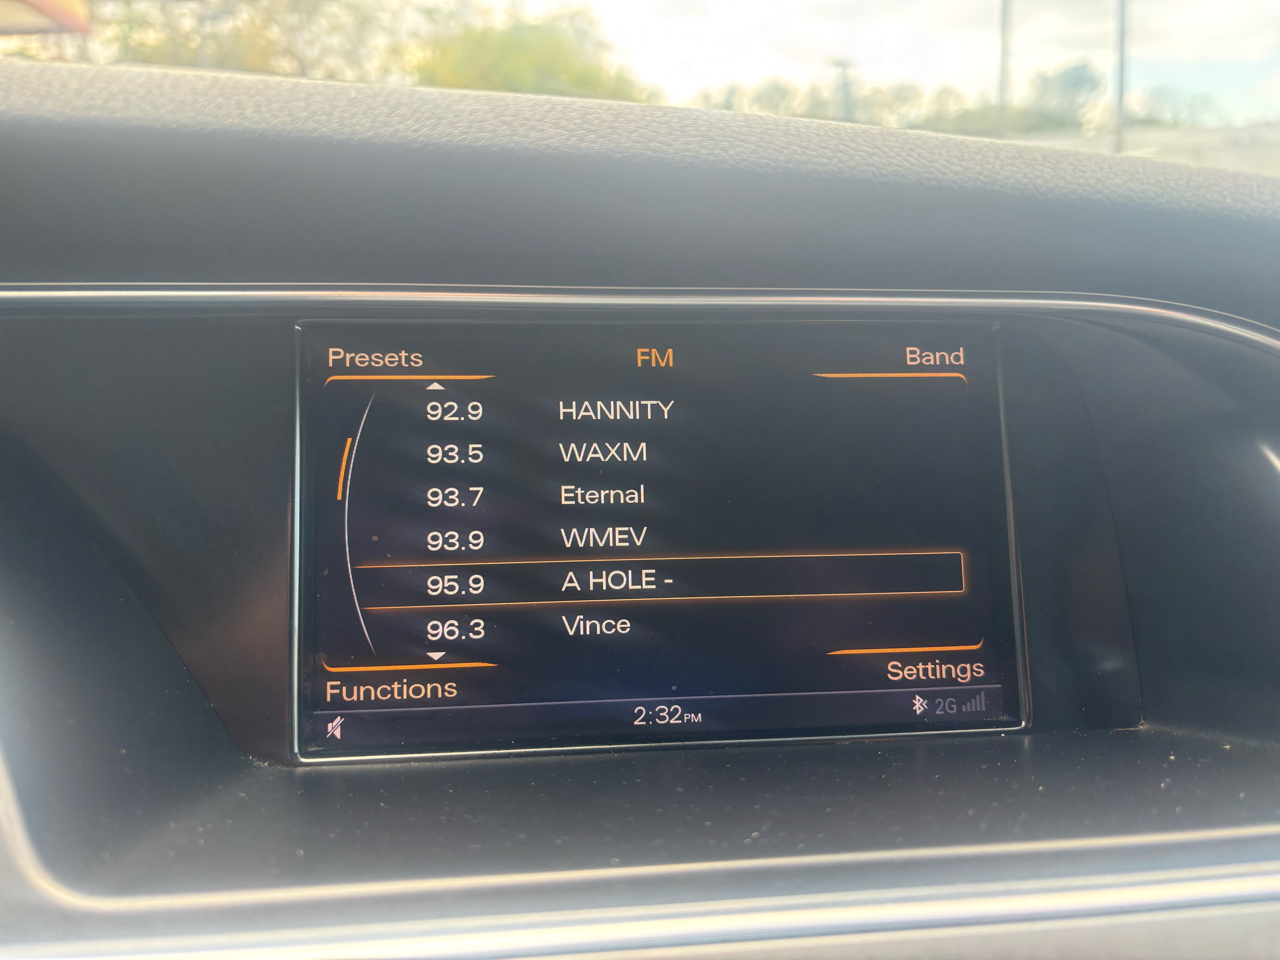 Presets FM Band
92.9 HANNITY
93.5 WAXM
93.7 Eternal
93.9 WMEV
95.9 A HOLE -
96.3 Vince
Functions Settings
2:32PM 2G